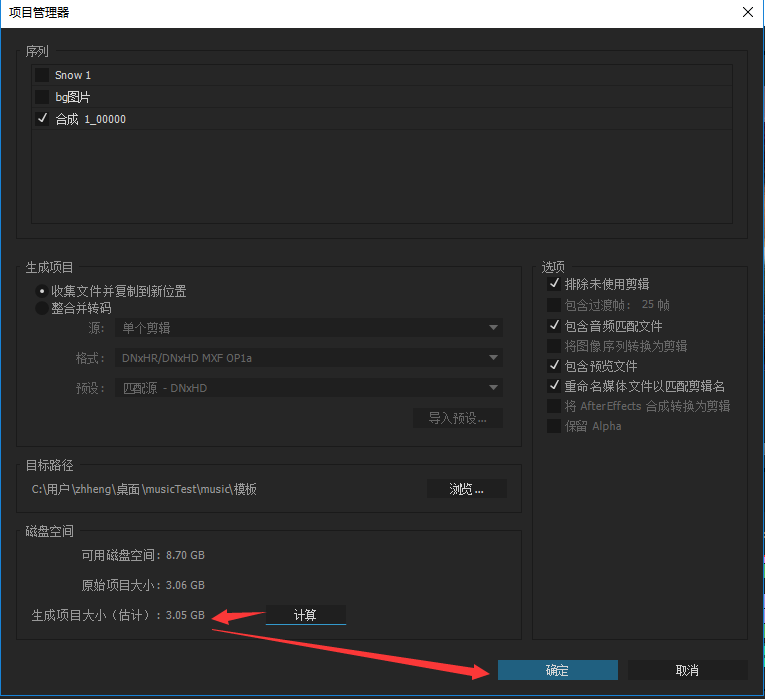 项目管理器
序列
Snow 1
bg图片
合成 1_00000
生成项目
收集文件并复制到新位置
整合并转码
源: 单个剪辑
格式: DNxHR/DNxHD MXF OP1a
预设: 匹配源 - DNxHD
导入预设...
选项
排除未使用剪辑
包含过渡帧: 25 帧
包含音频匹配文件
将图像序列转换为剪辑
包含预览文件
重命名媒体文件以匹配剪辑名
将 AfterEffects 合成转换为剪辑
保留 Alpha
目标路径
C:\用户\zhheng\桌面\musicTest\music\模板
浏览...
磁盘空间
可用磁盘空间: 8.70 GB
原始项目大小: 3.06 GB
生成项目大小（估计）: 3.05 GB
计算
确定
取消